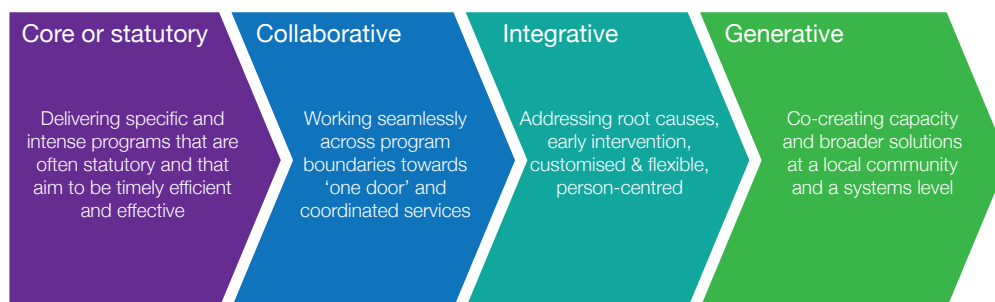 Core or statutory
Delivering specific and
intense programs that are
often statutory and that
aim to be timely efficient
and effective
Collaborative
Working seamlessly
across program
boundaries towards
‘one door’ and
coordinated services
Integrative
Addressing root causes,
early intervention,
customised & flexible,
person-centred
Generative
Co-creating capacity
and broader solutions
at a local community
and a systems level